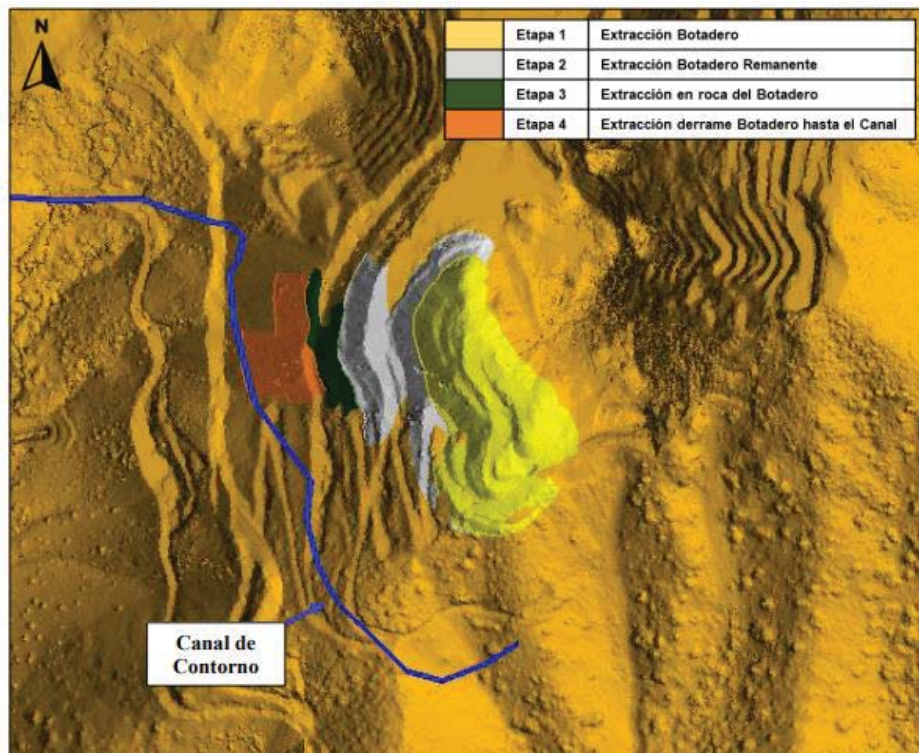 N
Etapa 1 Extracción Botadero
Etapa 2 Extracción Botadero Remanente
Etapa 3 Extracción en roca del Botadero
Etapa 4 Extracción derrame Botadero hasta el Canal
Canal de
Contorno